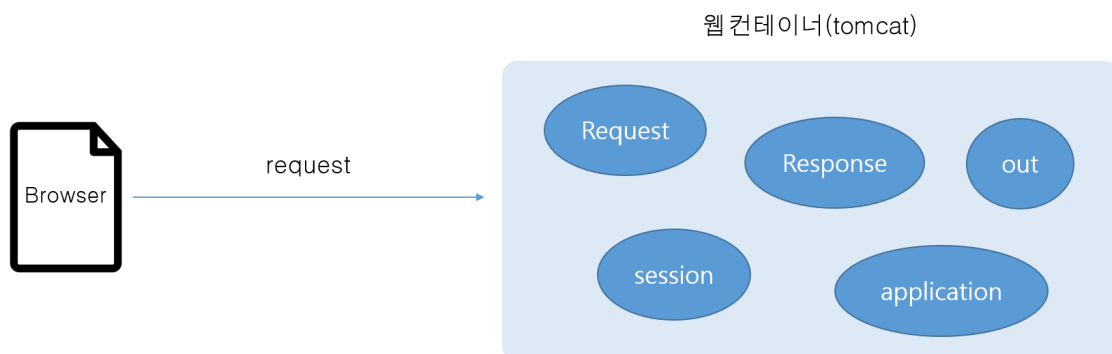 웹컨테이너(tomcat)
Request
Response
out
request
Browser
session
application